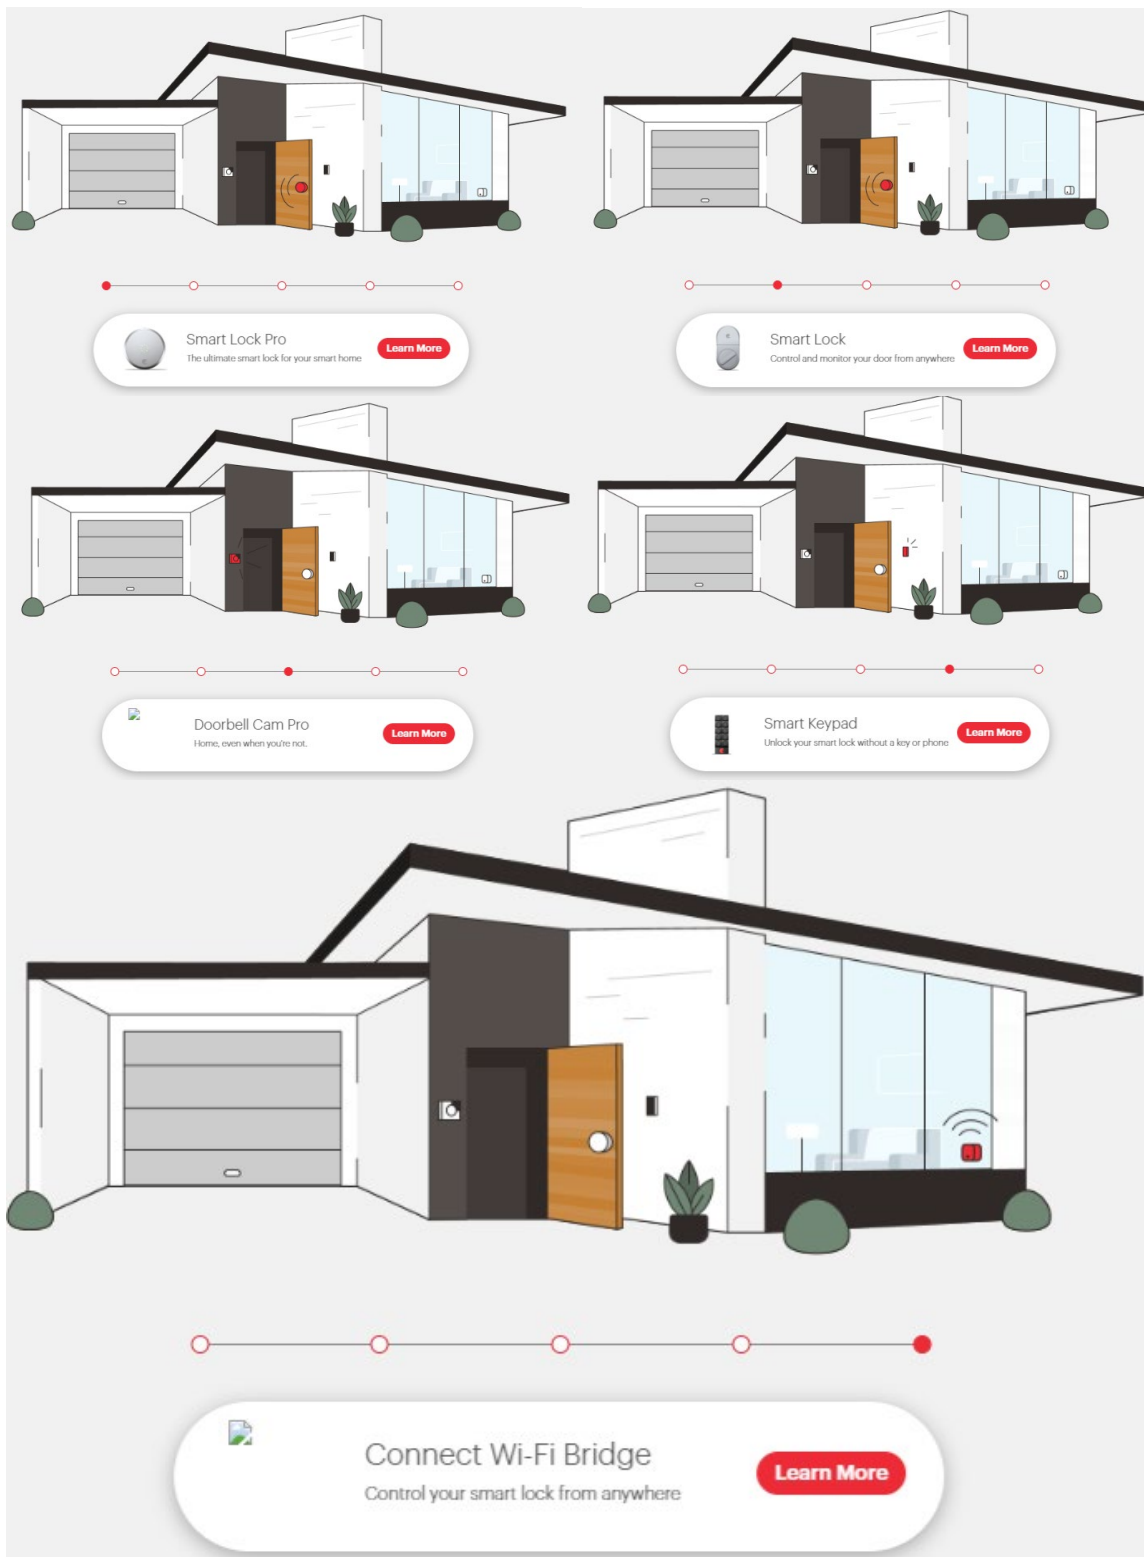 Smart Lock Pro
The ultimate smart lock for your smart home
Learn More
Smart Lock
Control and monitor your door from anywhere
Learn More
Doorbell Cam Pro
Home, even when you're not.
Learn More
Smart Keypad
Unlock your smart lock without a key or phone
Learn More
Connect Wi-Fi Bridge
Control your smart lock from anywhere
Learn More